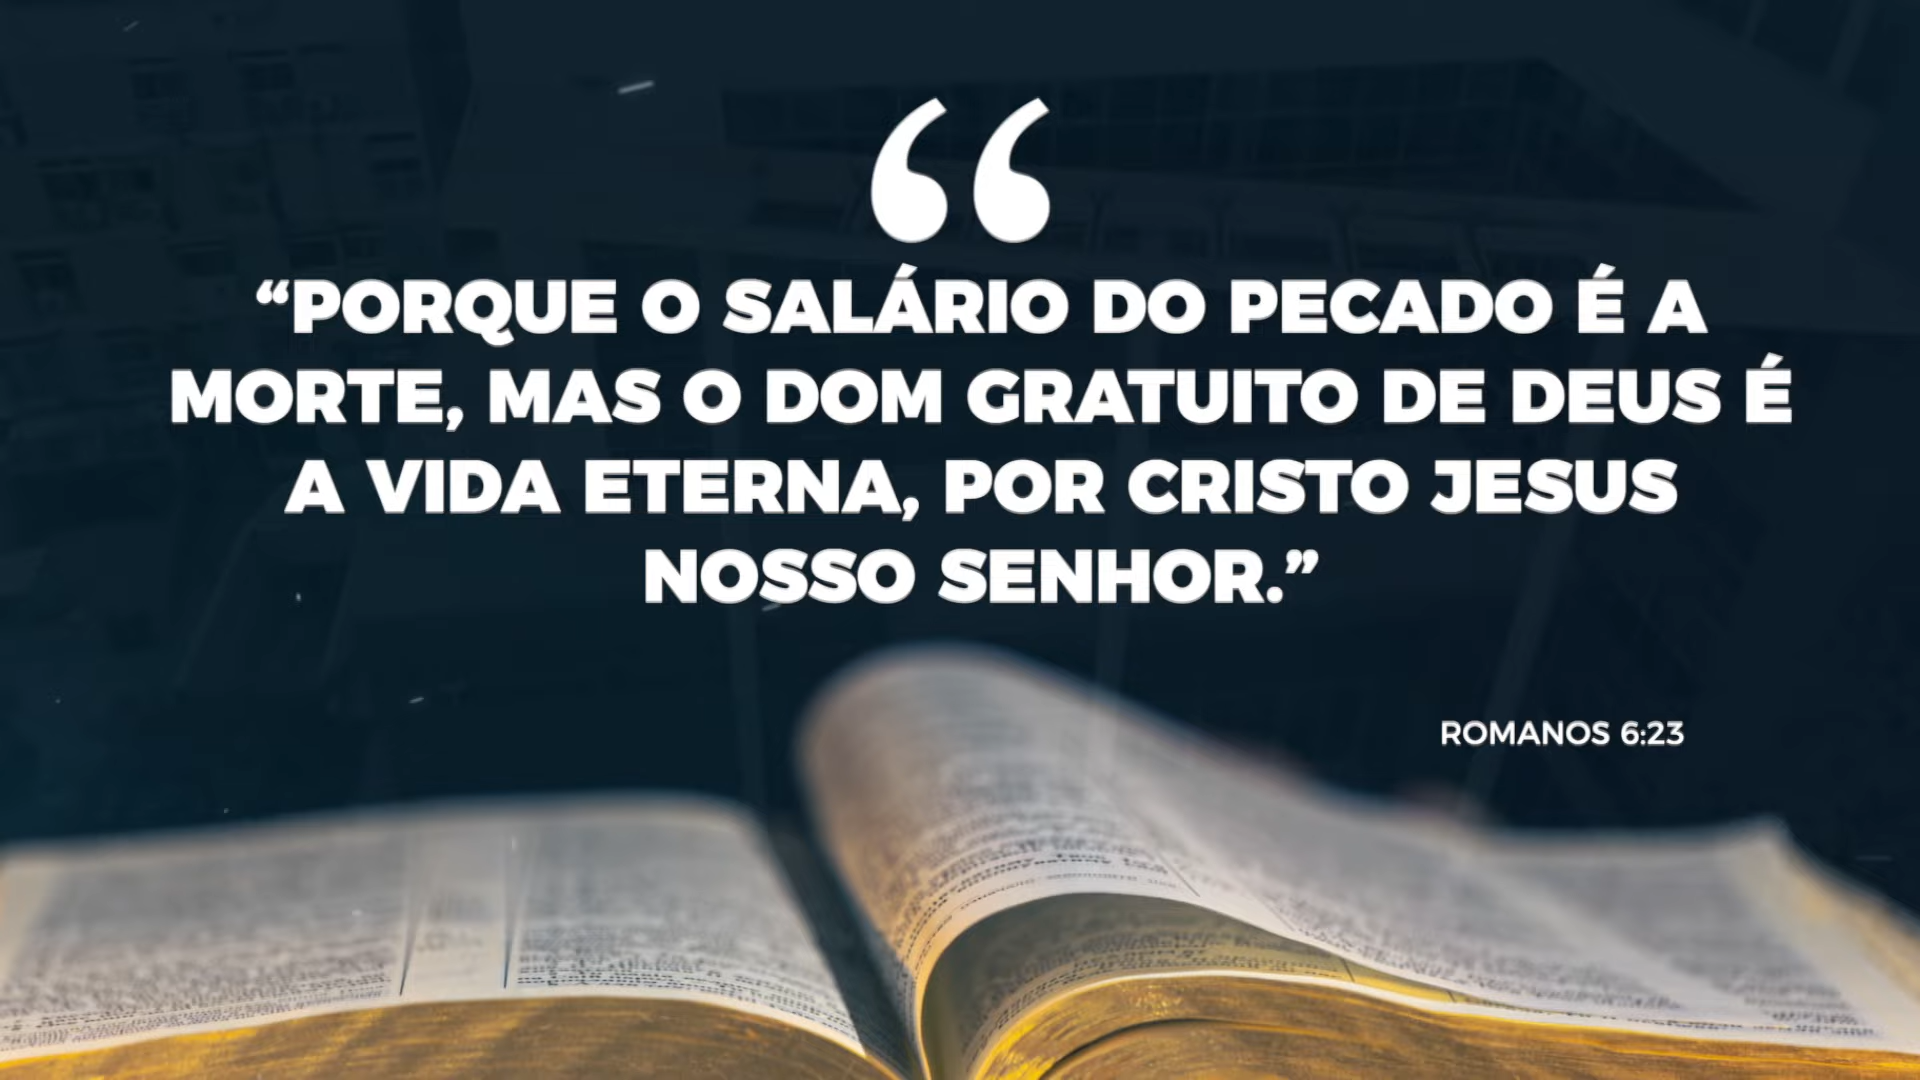 “PORQUE O SALÁRIO DO PECADO É A
MORTE, MAS O DOM GRATUITO DE DEUS É
A VIDA ETERNA, POR CRISTO JESUS
NOSSO SENHOR.”
ROMANOS 6:23